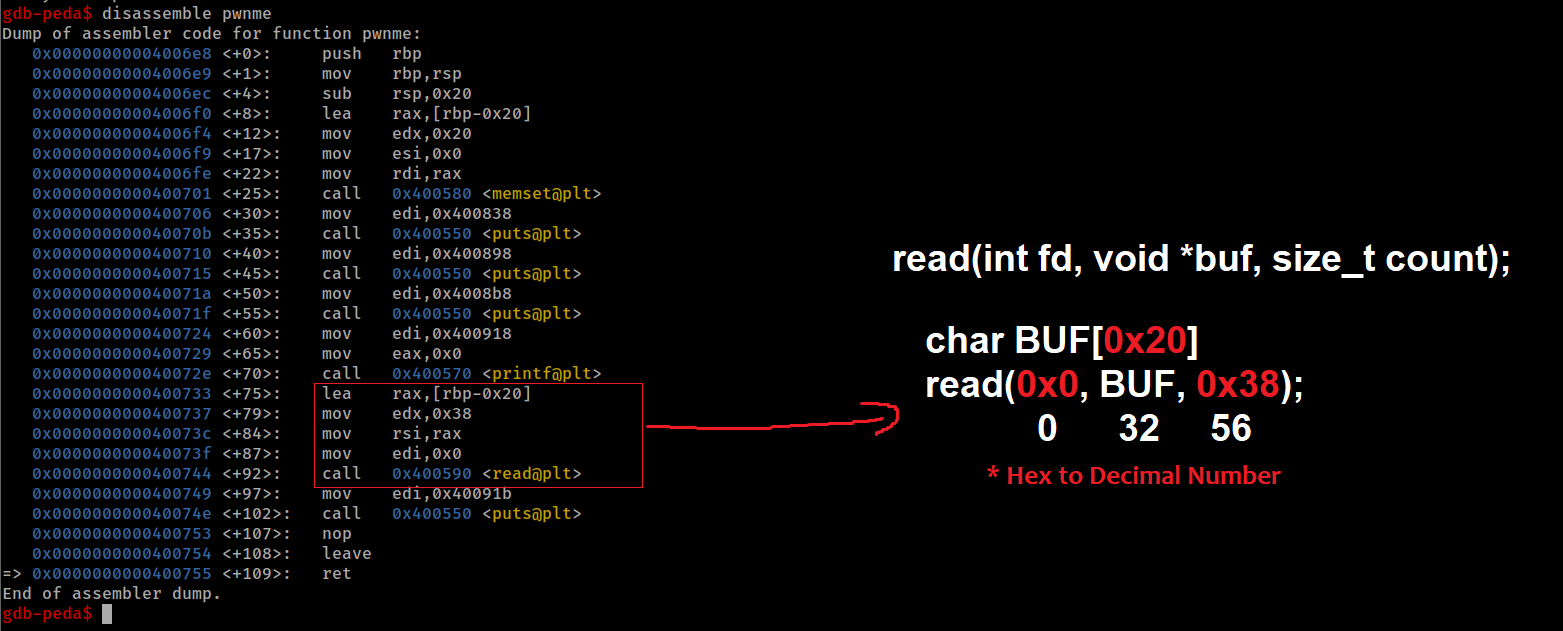 gdb-peda$ disassemble pwnme
Dump of assembler code for function pwnme:
0x00000000004006e8 <+0>: push rbp
0x00000000004006e9 <+1>: mov rbp,rsp
0x00000000004006ec <+4>: sub rsp,0x20
0x00000000004006f0 <+8>: lea rax,[rbp-0x20]
0x00000000004006f4 <+12>: mov edx,0x20
0x00000000004006f9 <+17>: mov esi,0x0
0x00000000004006fe <+22>: mov rdi,rax
0x0000000000400701 <+25>: call 0x400580 <memset@plt>
0x0000000000400706 <+30>: mov edi,0x400838
0x000000000040070b <+35>: call 0x400550 <puts@plt>
0x0000000000400710 <+40>: mov edi,0x400898
0x0000000000400715 <+45>: call 0x400550 <puts@plt>
0x000000000040071a <+50>: mov edi,0x4008b8
0x000000000040071f <+55>: call 0x400550 <puts@plt>
0x0000000000400724 <+60>: mov edi,0x400918
0x0000000000400729 <+65>: mov eax,0x0
0x000000000040072e <+70>: call 0x400570 <printf@plt>
0x0000000000400733 <+75>: lea rax,[rbp-0x20]
0x0000000000400737 <+79>: mov edx,0x38
0x000000000040073c <+84>: mov rsi,rax
0x000000000040073f <+87>: mov edi,0x0
0x0000000000400744 <+92>: call 0x400590 <read@plt>
0x0000000000400749 <+97>: mov edi,0x40091b
0x000000000040074e <+102>: call 0x400550 <puts@plt>
0x0000000000400753 <+107>: nop
0x0000000000400754 <+108>: leave
=> 0x0000000000400755 <+109>: ret
End of assembler dump.
gdb-peda$
read(int fd, void *buf, size_t count);
char BUF[0x20]
read(0x0, BUF, 0x38);
0 32 56
* Hex to Decimal Number